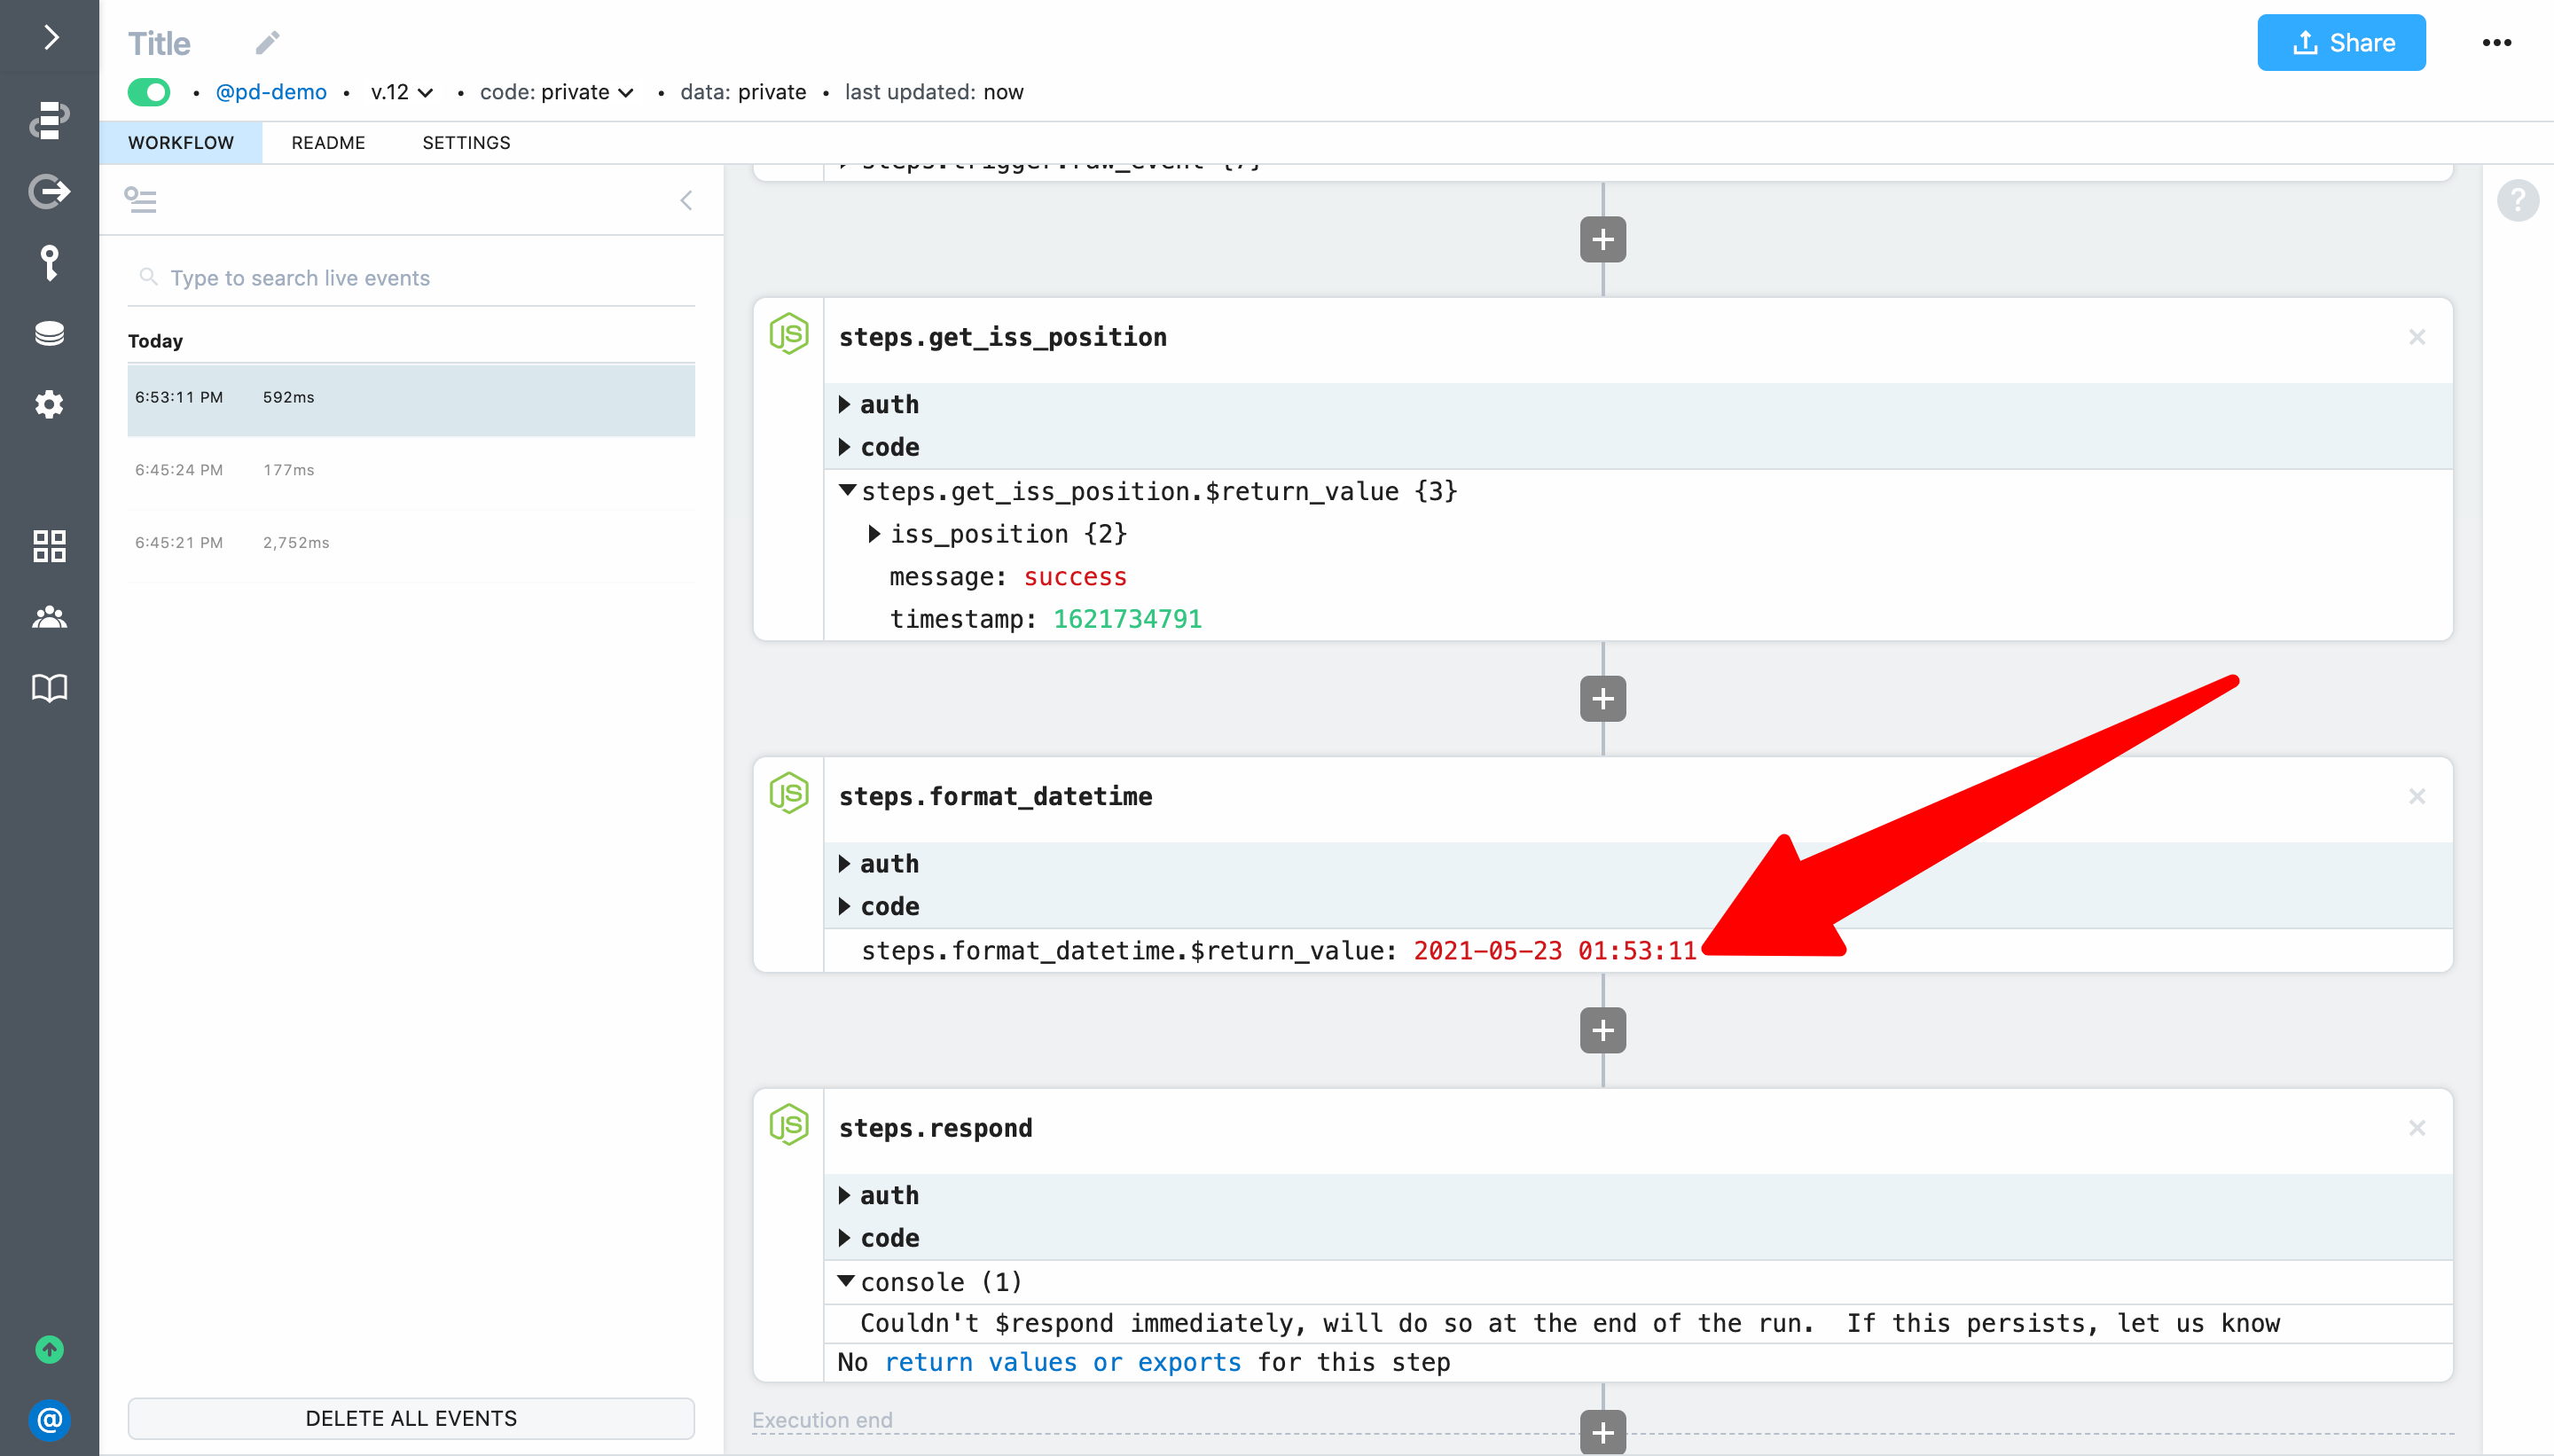 Title
Share
@pd-demo • v.12 • code: private • data: private • last updated: now
WORKFLOW README SETTINGS
steps.trigger.raw_event {7}
Type to search live events
Today
6:53:11 PM 592ms
6:45:24 PM 177ms
6:45:21 PM 2,752ms
DELETE ALL EVENTS
steps.get_iss_position
auth
code
steps.get_iss_position.$return_value {3}
iss_position {2}
message: success
timestamp: 1621734791
steps.format_datetime
auth
code
steps.format_datetime.$return_value: 2021-05-23 01:53:11
steps.respond
auth
code
console (1)
Couldn't $respond immediately, will do so at the end of the run. If this persists, let us know
No return values or exports for this step
Execution end